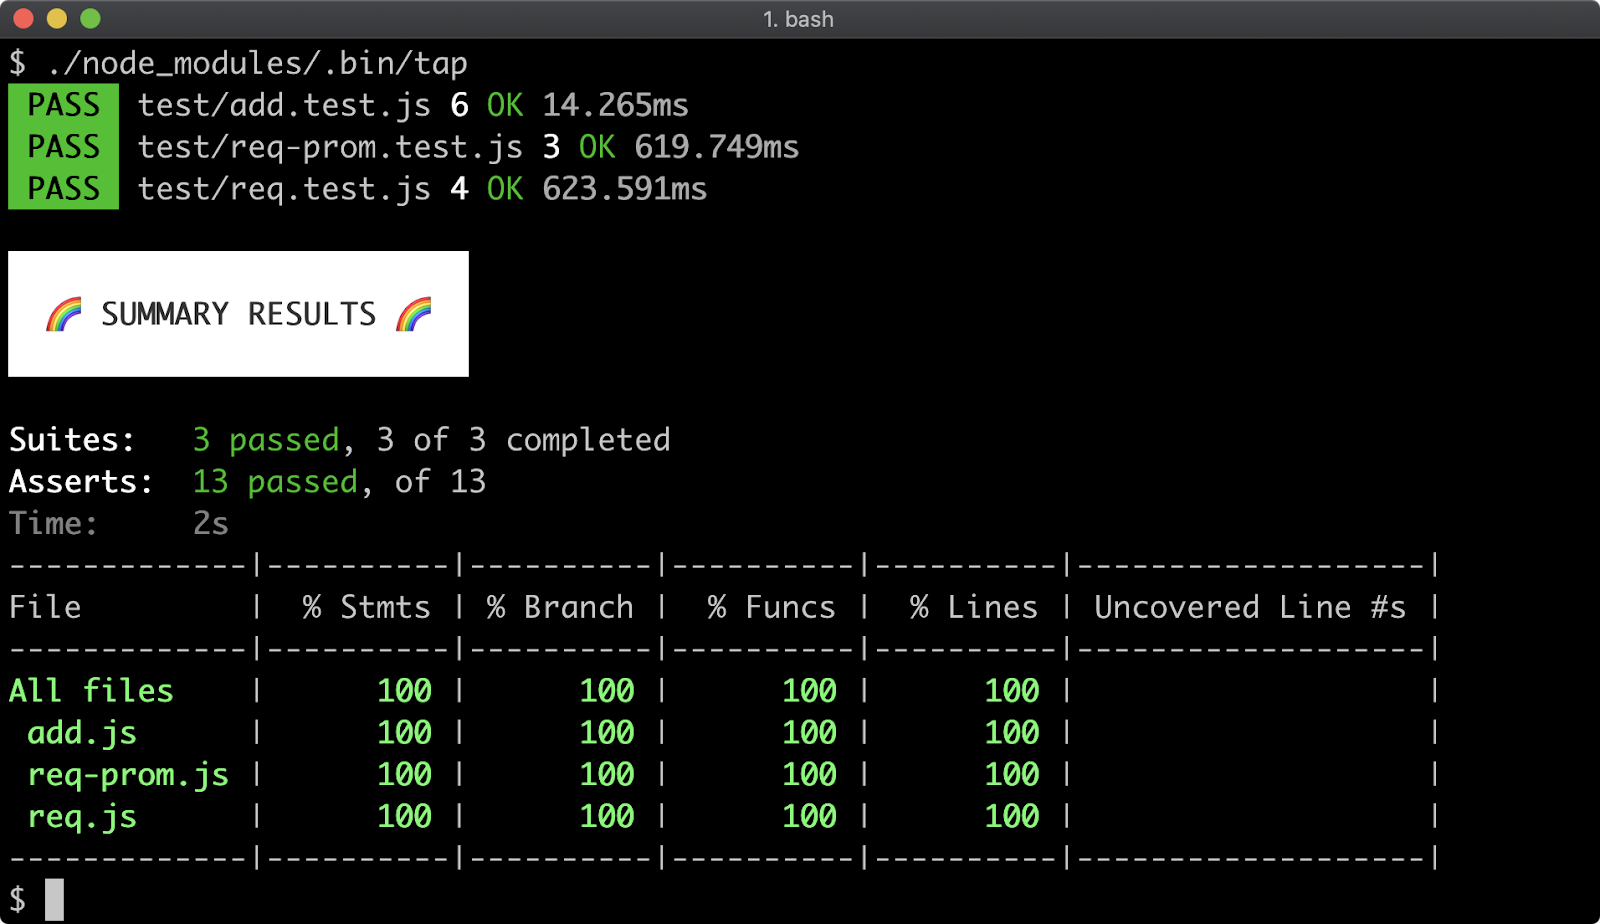 1. bash
$ ./node_modules/.bin/tap
PASS test/add.test.js 6 OK 14.265ms
PASS test/req-prom.test.js 3 OK 619.749ms
PASS test/req.test.js 4 OK 623.591ms
🌈 SUMMARY RESULTS 🌈
Suites:   3 passed, 3 of 3 completed
Asserts:  13 passed, of 13
Time:     2s
-------------|----------|----------|----------|----------|-------------------|
File         |  % Stmts | % Branch |  % Funcs |  % Lines | Uncovered Line #s |
-------------|----------|----------|----------|----------|-------------------|
All files    |      100 |      100 |      100 |      100 |                   |
 add.js      |      100 |      100 |      100 |      100 |                   |
 req-prom.js |      100 |      100 |      100 |      100 |                   |
 req.js      |      100 |      100 |      100 |      100 |                   |
-------------|----------|----------|----------|----------|-------------------|
$